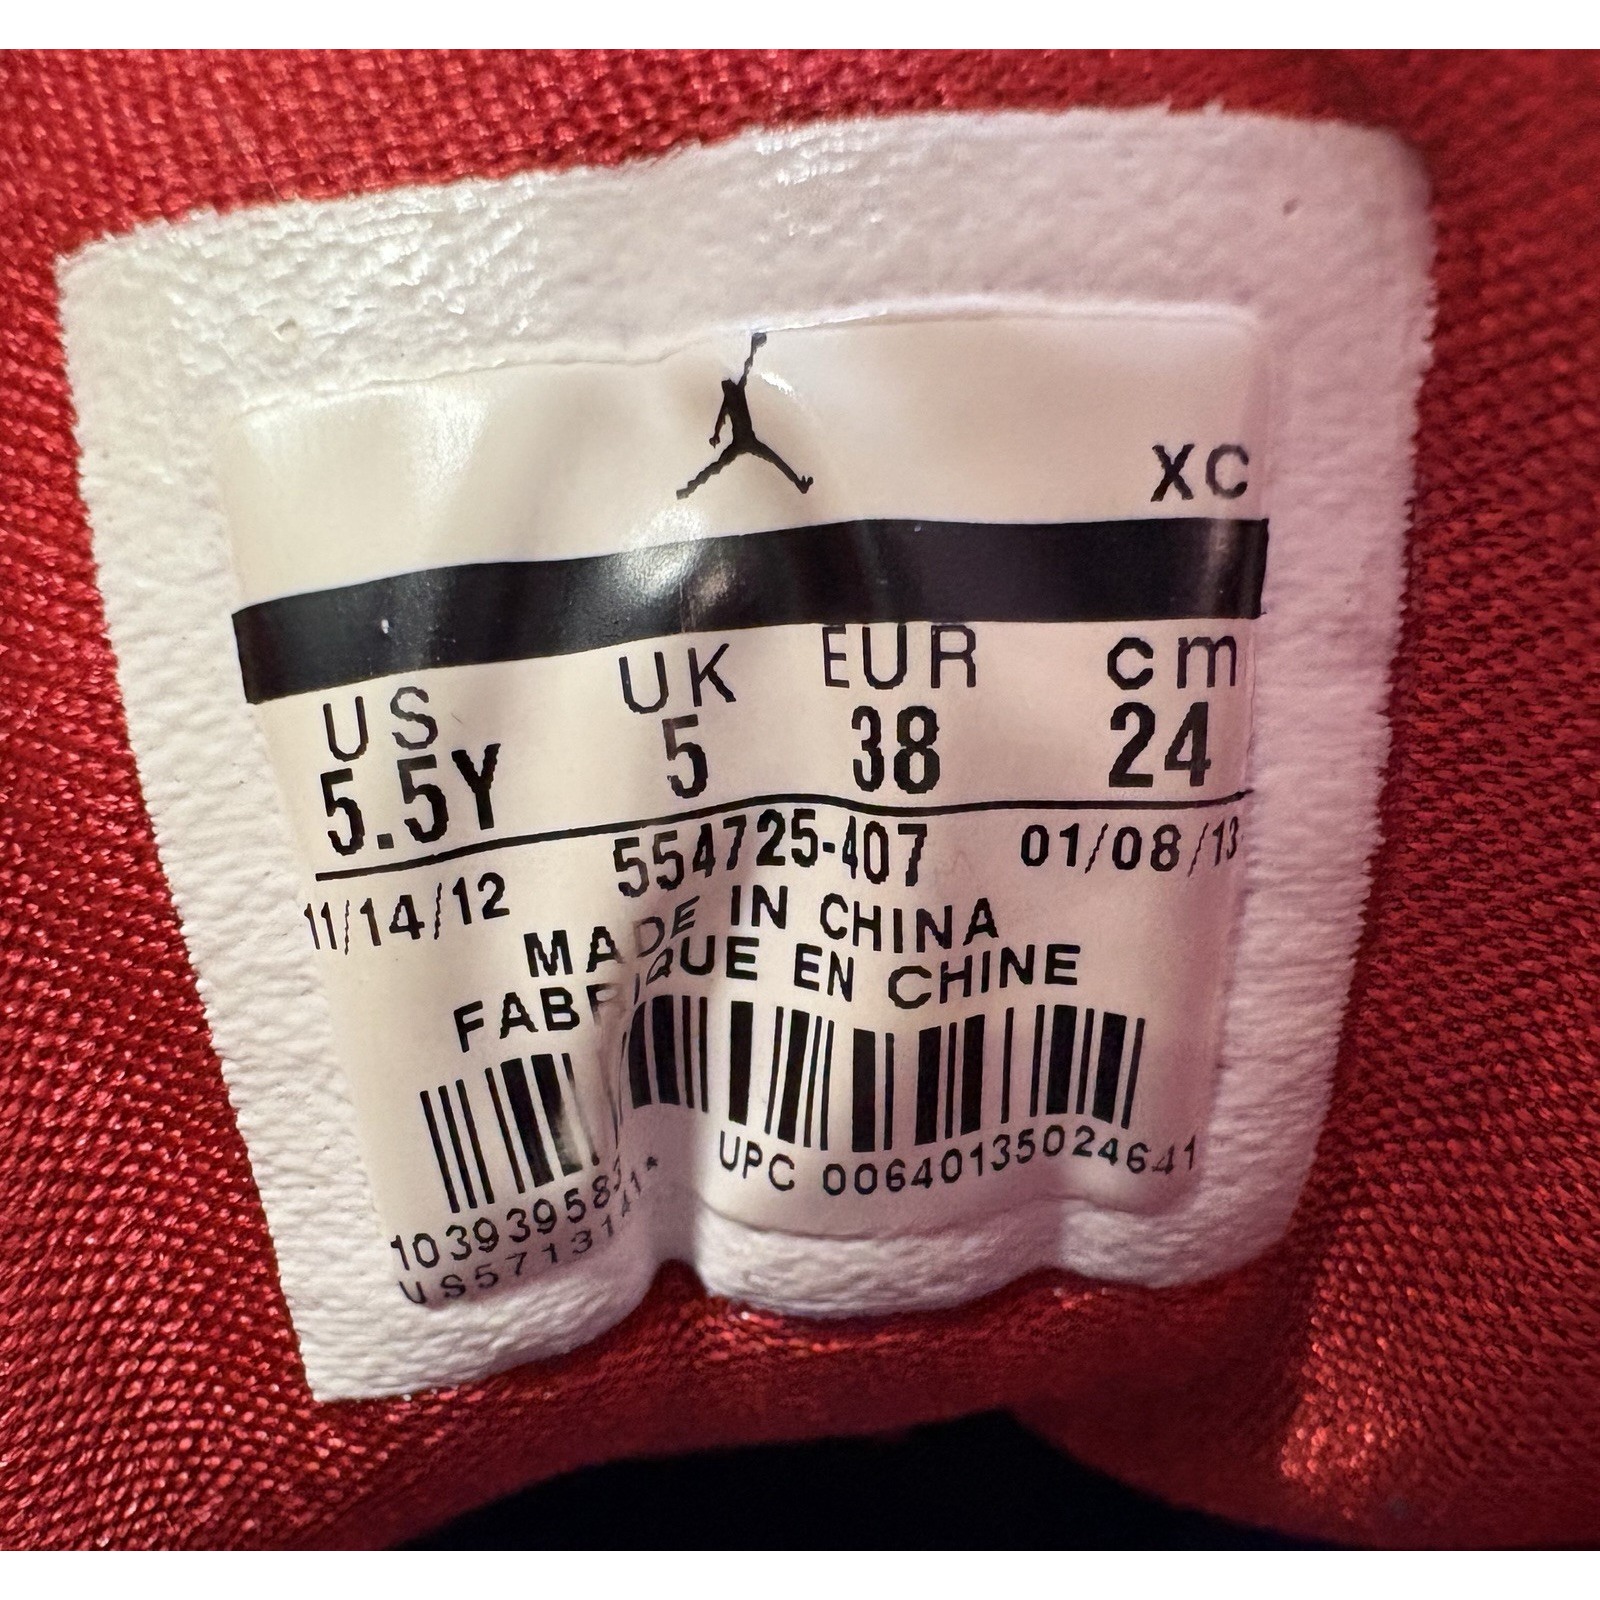 XC
US UK EUR cm
5.5Y 5 38 24
11/14/12 554725-407 01/08/13
MADE IN CHINA
FABRIQUE EN CHINE
UPC 00640135024641